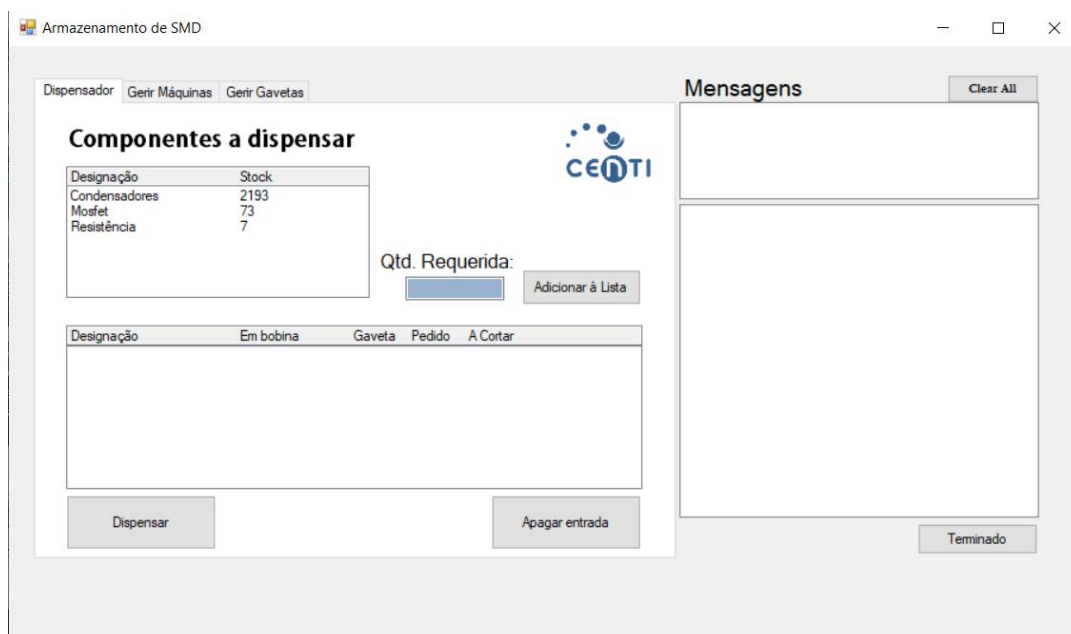 Armazenamento de SMD
Dispensador Gerir Máquinas Gerir Gavetas
Componentes a dispensar
CENTI
Designação Stock
Condensadores 2193
Mosfet 73
Resistência 7
Qtd. Requerida:
Adicionar à Lista
Designação Em bobina Gaveta Pedido A Cortar
Dispensar
Apagar entrada
Mensagens
Clear All
Terminado